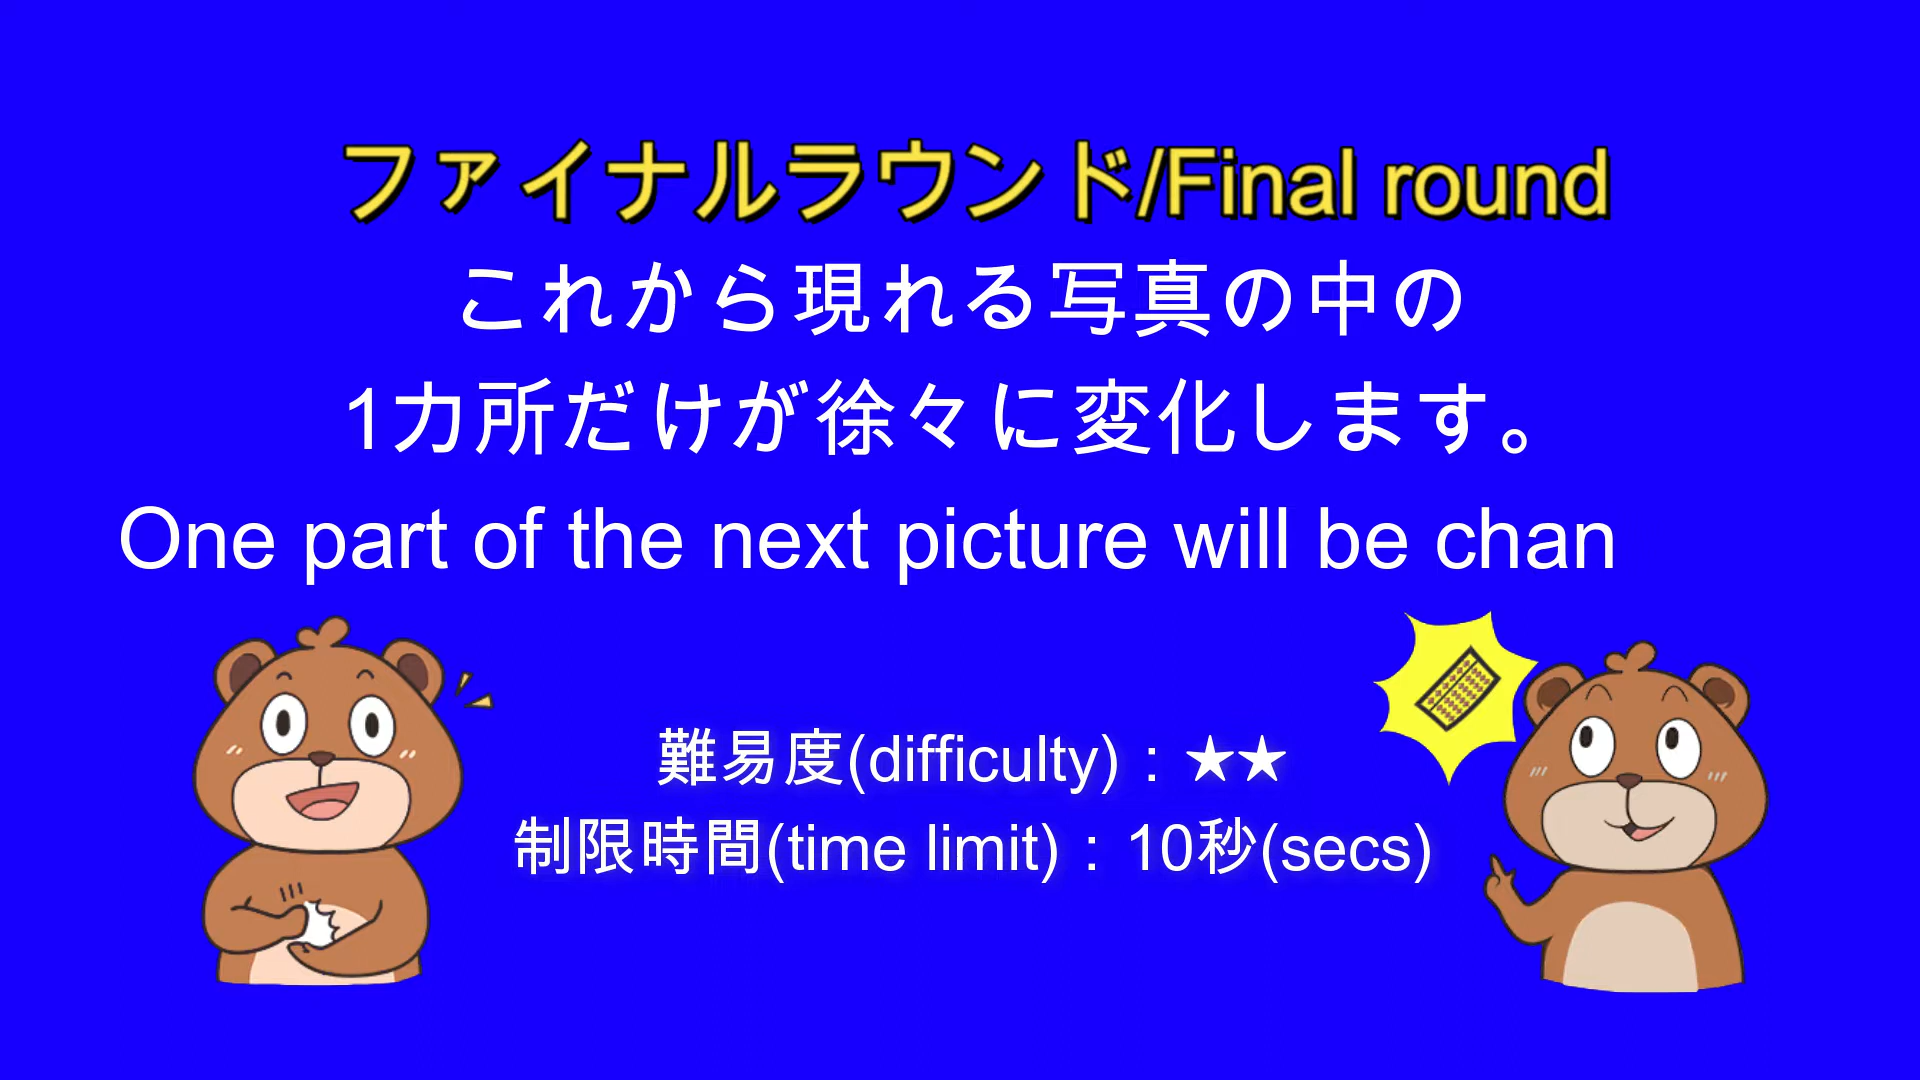 ファイナルラウンド/Final round
これから現れる写真の中の
1カ所だけが徐々に変化します。
One part of the next picture will be chan
難易度(difficulty)：★★
制限時間(time limit)：10秒(secs)